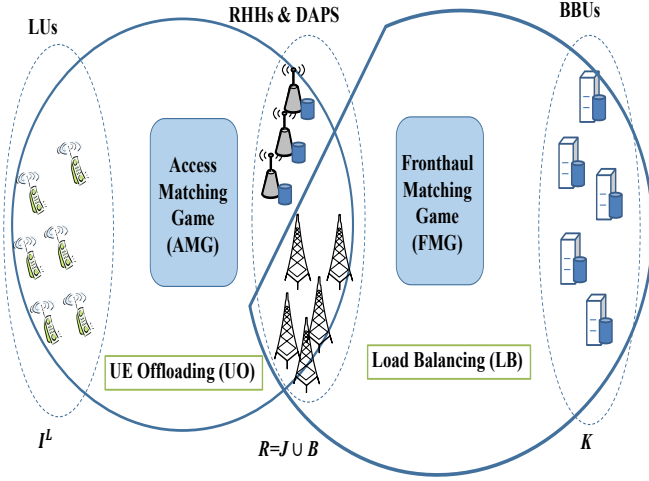 LUs
RHHs & DAPS
BBUs
Access
Matching
Game
(AMG)
Fronthaul
Matching
Game
(FMG)
UE Offloading (UO)
Load Balancing (LB)
I^L
R=J ∪ B
K